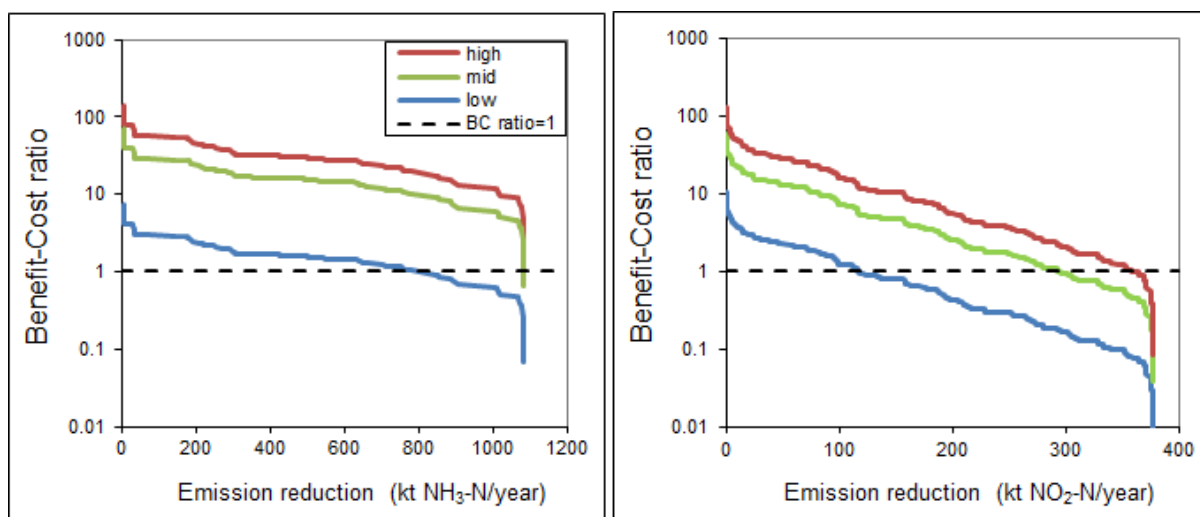 Benefit-Cost ratio
1000
100
10
1
0.1
0.01
high
mid
low
BC ratio=1
0 200 400 600 800 1000 1200
Emission reduction (kt NH₃-N/year)
Benefit-Cost ratio
1000
100
10
1
0.1
0.01
0 100 200 300 400
Emission reduction (kt NO₂-N/year)